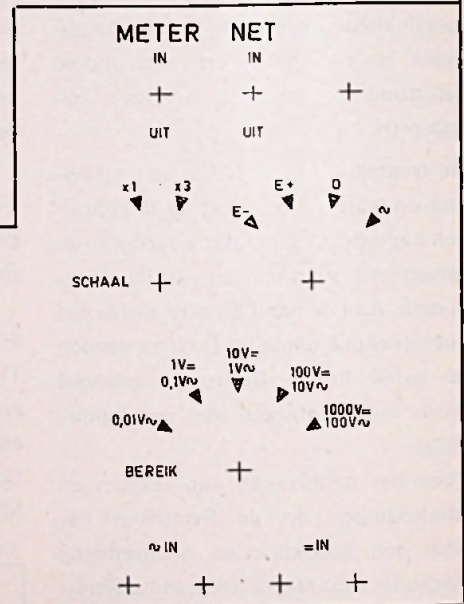 METER NET
IN IN
UIT UIT
x1 x3 E- E+ 0 ~
SCHAAL
0,01V~ 1V= 0,1V~ 10V= 1V~ 100V= 10V~ 1000V= 100V~
BEREIK
~IN =IN